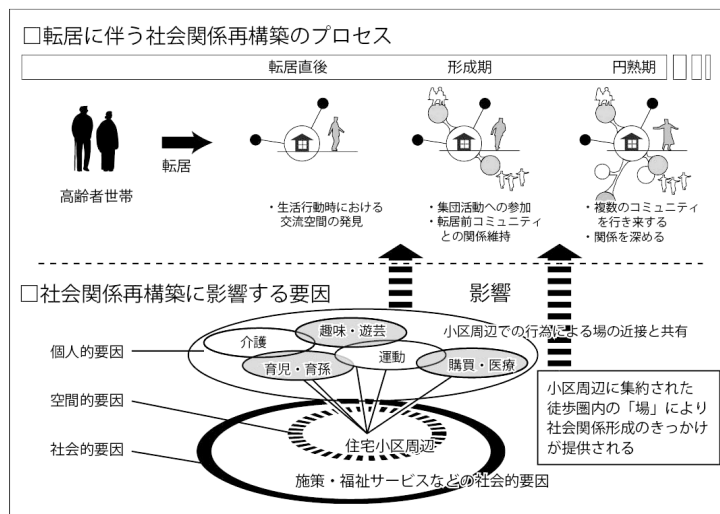 □転居に伴う社会関係再構築のプロセス
転居直後
形成期
円熟期
高齢者世帯
転居
・生活行動時における
交流空間の発見
・集団活動への参加
・転居前コミュニティ
との関係維持
・複数のコミュニティ
を行き来する
・関係を深める
□社会関係再構築に影響する要因
影響
小区周辺での行為による場の近接と共有
個人的要因
空間的要因
社会的要因
介護
趣味・遊芸
育児・育孫
運動
購買・医療
住宅小区周辺
施策・福祉サービスなどの社会的要因
小区周辺に集約された
徒歩圏内の「場」により
社会関係形成のきっかけ
が提供される